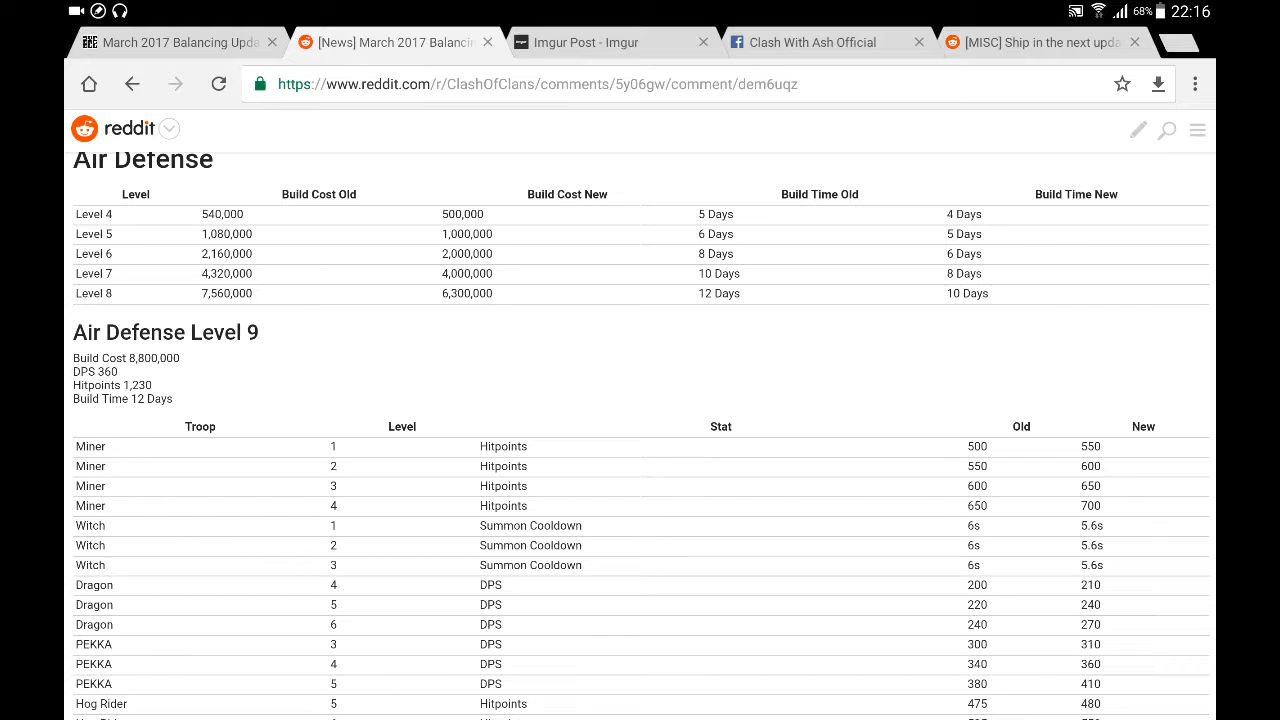 68% 22:16
March 2017 Balancing Upda
[News] March 2017 Balancin
Imgur Post - Imgur
Clash With Ash Official
[MISC] Ship in the next upda
https://www.reddit.com/r/ClashOfClans/comments/5y06gw/comment/dem6uqz
reddit
Air Defense
Level Build Cost Old Build Cost New Build Time Old Build Time New
Level 4 540,000 500,000 5 Days 4 Days
Level 5 1,080,000 1,000,000 6 Days 5 Days
Level 6 2,160,000 2,000,000 8 Days 6 Days
Level 7 4,320,000 4,000,000 10 Days 8 Days
Level 8 7,560,000 6,300,000 12 Days 10 Days
Air Defense Level 9
Build Cost 8,800,000
DPS 360
Hitpoints 1,230
Build Time 12 Days
Troop Level Stat Old New
Miner 1 Hitpoints 500 550
Miner 2 Hitpoints 550 600
Miner 3 Hitpoints 600 650
Miner 4 Hitpoints 650 700
Witch 1 Summon Cooldown 6s 5.6s
Witch 2 Summon Cooldown 6s 5.6s
Witch 3 Summon Cooldown 6s 5.6s
Dragon 4 DPS 200 210
Dragon 5 DPS 220 240
Dragon 6 DPS 240 270
PEKKA 3 DPS 300 310
PEKKA 4 DPS 340 360
PEKKA 5 DPS 380 410
Hog Rider 5 Hitpoints 475 480